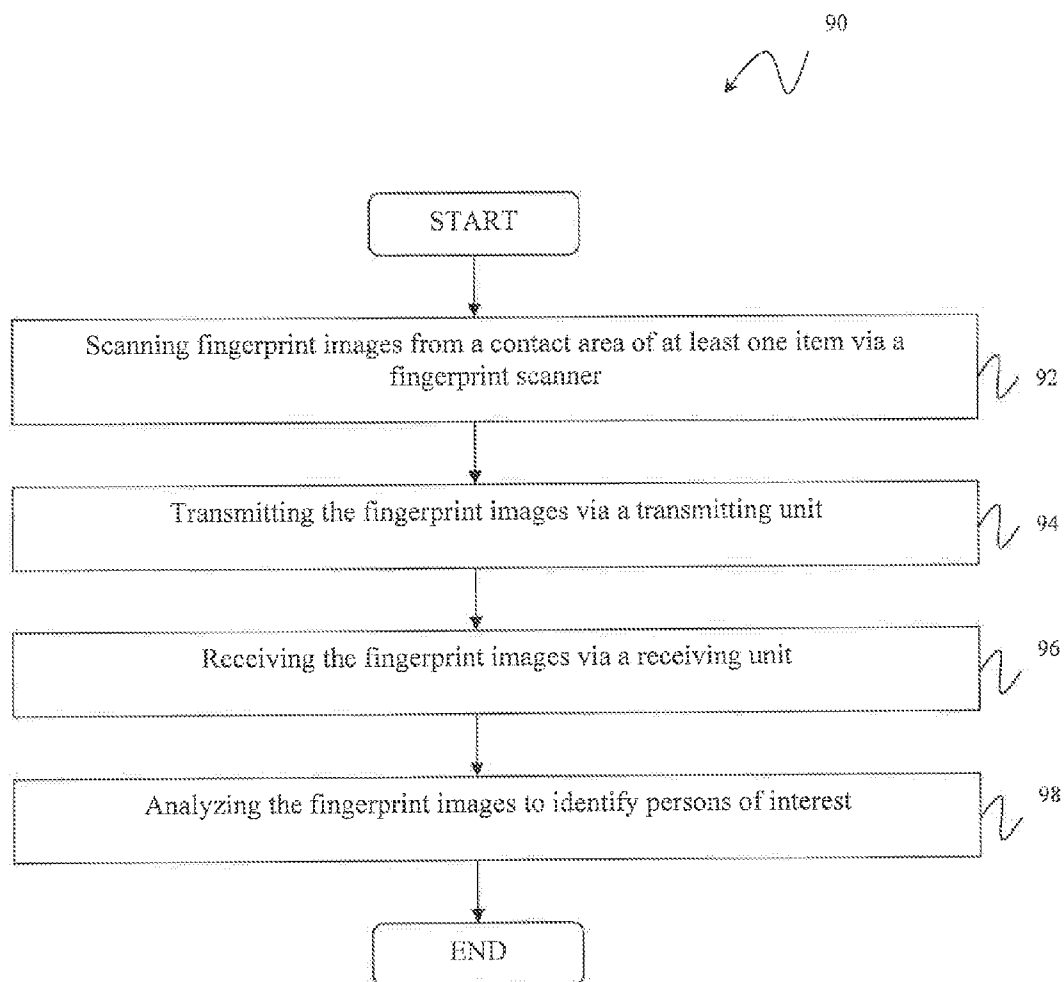 90
START
Scanning fingerprint images from a contact area of at least one item via a
fingerprint scanner
92
Transmitting the fingerprint images via a transmitting unit
94
Receiving the fingerprint images via a receiving unit
96
Analyzing the fingerprint images to identify persons of interest
98
END